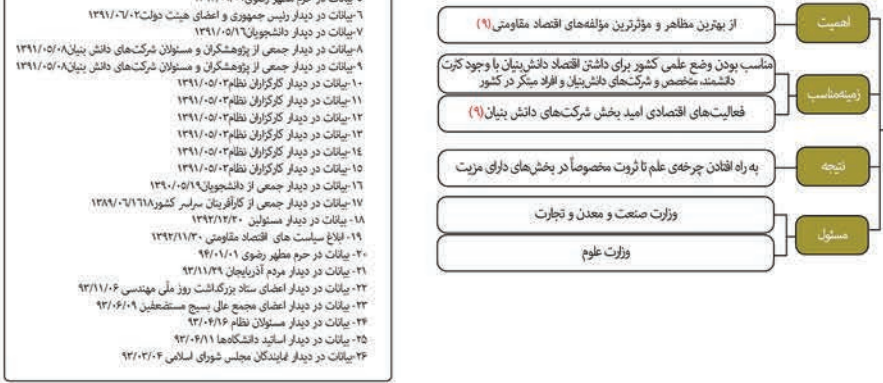 اهمیت
از بهترین مظاهر و مؤثرترین مؤلفه‌های اقتصاد مقاومتی(۹)
زمینه‌مناسب
مناسب بودن وضع علمی کشور برای داشتن اقتصاد دانش‌بنیان با وجود کثرت
دانشمند، متخصص و شرکت‌های دانش‌بنیان و افراد مبتکر در کشور
فعالیت‌های اقتصادی امید بخش شرکت‌های دانش بنیان(۹)
نتیجه
به راه افتادن چرخه‌ی علم تا ثروت مخصوصاً در بخش‌های دارای مزیت
مسئول
وزارت صنعت و معدن و تجارت
وزارت علوم
۶-بیانات در دیدار رئیس جمهوری و اعضای هیئت دولت۱۳۹۱/۰۶/۰۲
۷-بیانات در دیدار دانشجویان۱۳۹۱/۰۵/۱۶
۸-بیانات در دیدار جمعی از پژوهشگران و مسئولان شرکت‌های دانش بنیان۱۳۹۱/۰۵/۰۸
۹-بیانات در دیدار جمعی از پژوهشگران و مسئولان شرکت‌های دانش بنیان۱۳۹۱/۰۵/۰۸
۱۰-بیانات در دیدار کارگزاران نظام۱۳۹۱/۰۵/۰۳
۱۱-بیانات در دیدار کارگزاران نظام۱۳۹۱/۰۵/۰۳
۱۲-بیانات در دیدار کارگزاران نظام۱۳۹۱/۰۵/۰۳
۱۳-بیانات در دیدار کارگزاران نظام۱۳۹۱/۰۵/۰۳
۱۴-بیانات در دیدار کارگزاران نظام۱۳۹۱/۰۵/۰۳
۱۵-بیانات در دیدار کارگزاران نظام۱۳۹۱/۰۵/۰۳
۱۶-بیانات در دیدار جمعی از دانشجویان۱۳۹۰/۰۵/۱۹
۱۷-بیانات در دیدار جمعی از کارآفرینان سراسر کشور۱۳۸۹/۰۶/۱۶۱۸
۱۸- بیانات در دیدار مسئولین ۱۳۹۲/۱۲/۲۰
۱۹- ابلاغ سیاست های اقتصاد مقاومتی ۱۳۹۲/۱۱/۳۰
۲۰- بیانات در حرم مطهر رضوی ۹۴/۰۱/۰۱
۲۱- بیانات در دیدار مردم آذربایجان ۹۳/۱۱/۲۹
۲۲- بیانات در دیدار اعضای ستاد بزرگداشت روز ملّی مهندسی ۹۳/۱۱/۰۶
۲۳- بیانات در دیدار اعضای مجمع عالی بسیج مستضعفین ۹۳/۰۶/۰۹
۲۴- بیانات در دیدار مسئولان نظام ۹۳/۰۴/۱۶
۲۵- بیانات در دیدار اساتید دانشگاه‌ها ۹۳/۰۴/۱۱
۲۶-بیانات در دیدار نمایندگان مجلس شورای اسلامی ۹۳/۰۳/۰۴